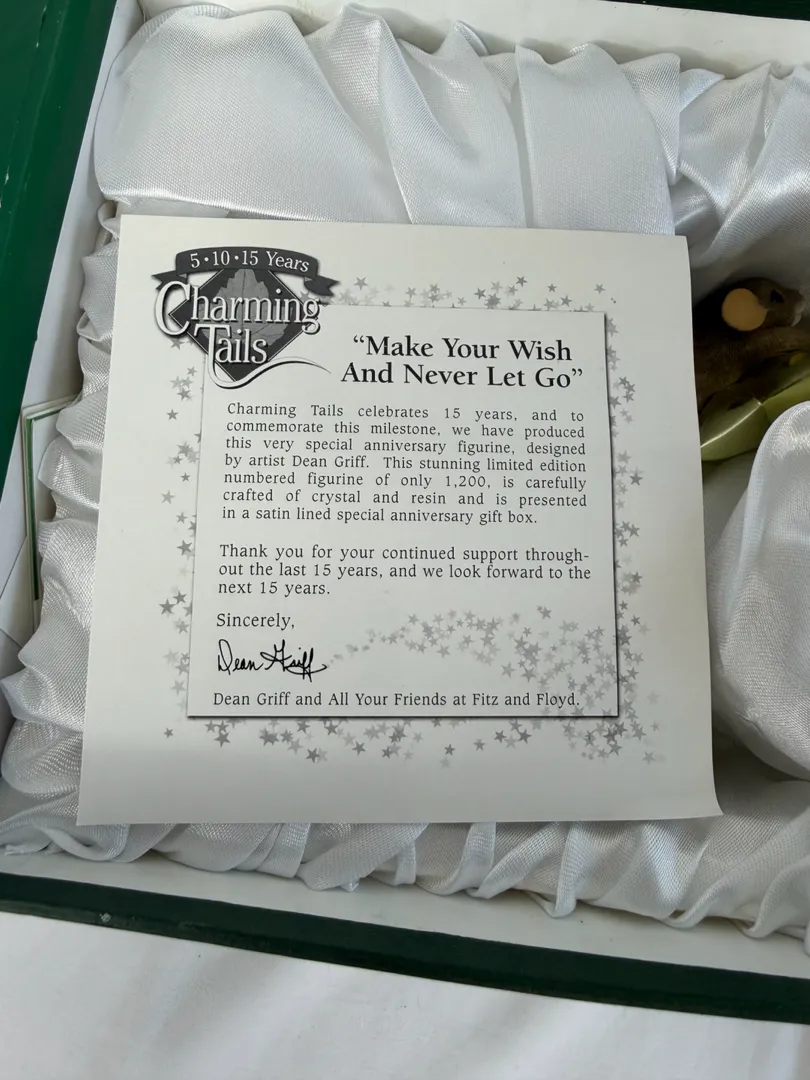 5•10•15 Years
Charming
Tails
“Make Your Wish
And Never Let Go”
Charming Tails celebrates 15 years, and to
commemorate this milestone, we have produced
this very special anniversary figurine, designed
by artist Dean Griff. This stunning limited edition
numbered figurine of only 1,200, is carefully
crafted of crystal and resin and is presented
in a satin lined special anniversary gift box.
Thank you for your continued support through-
out the last 15 years, and we look forward to the
next 15 years.
Sincerely,
Dean Griff
Dean Griff and All Your Friends at Fitz and Floyd.